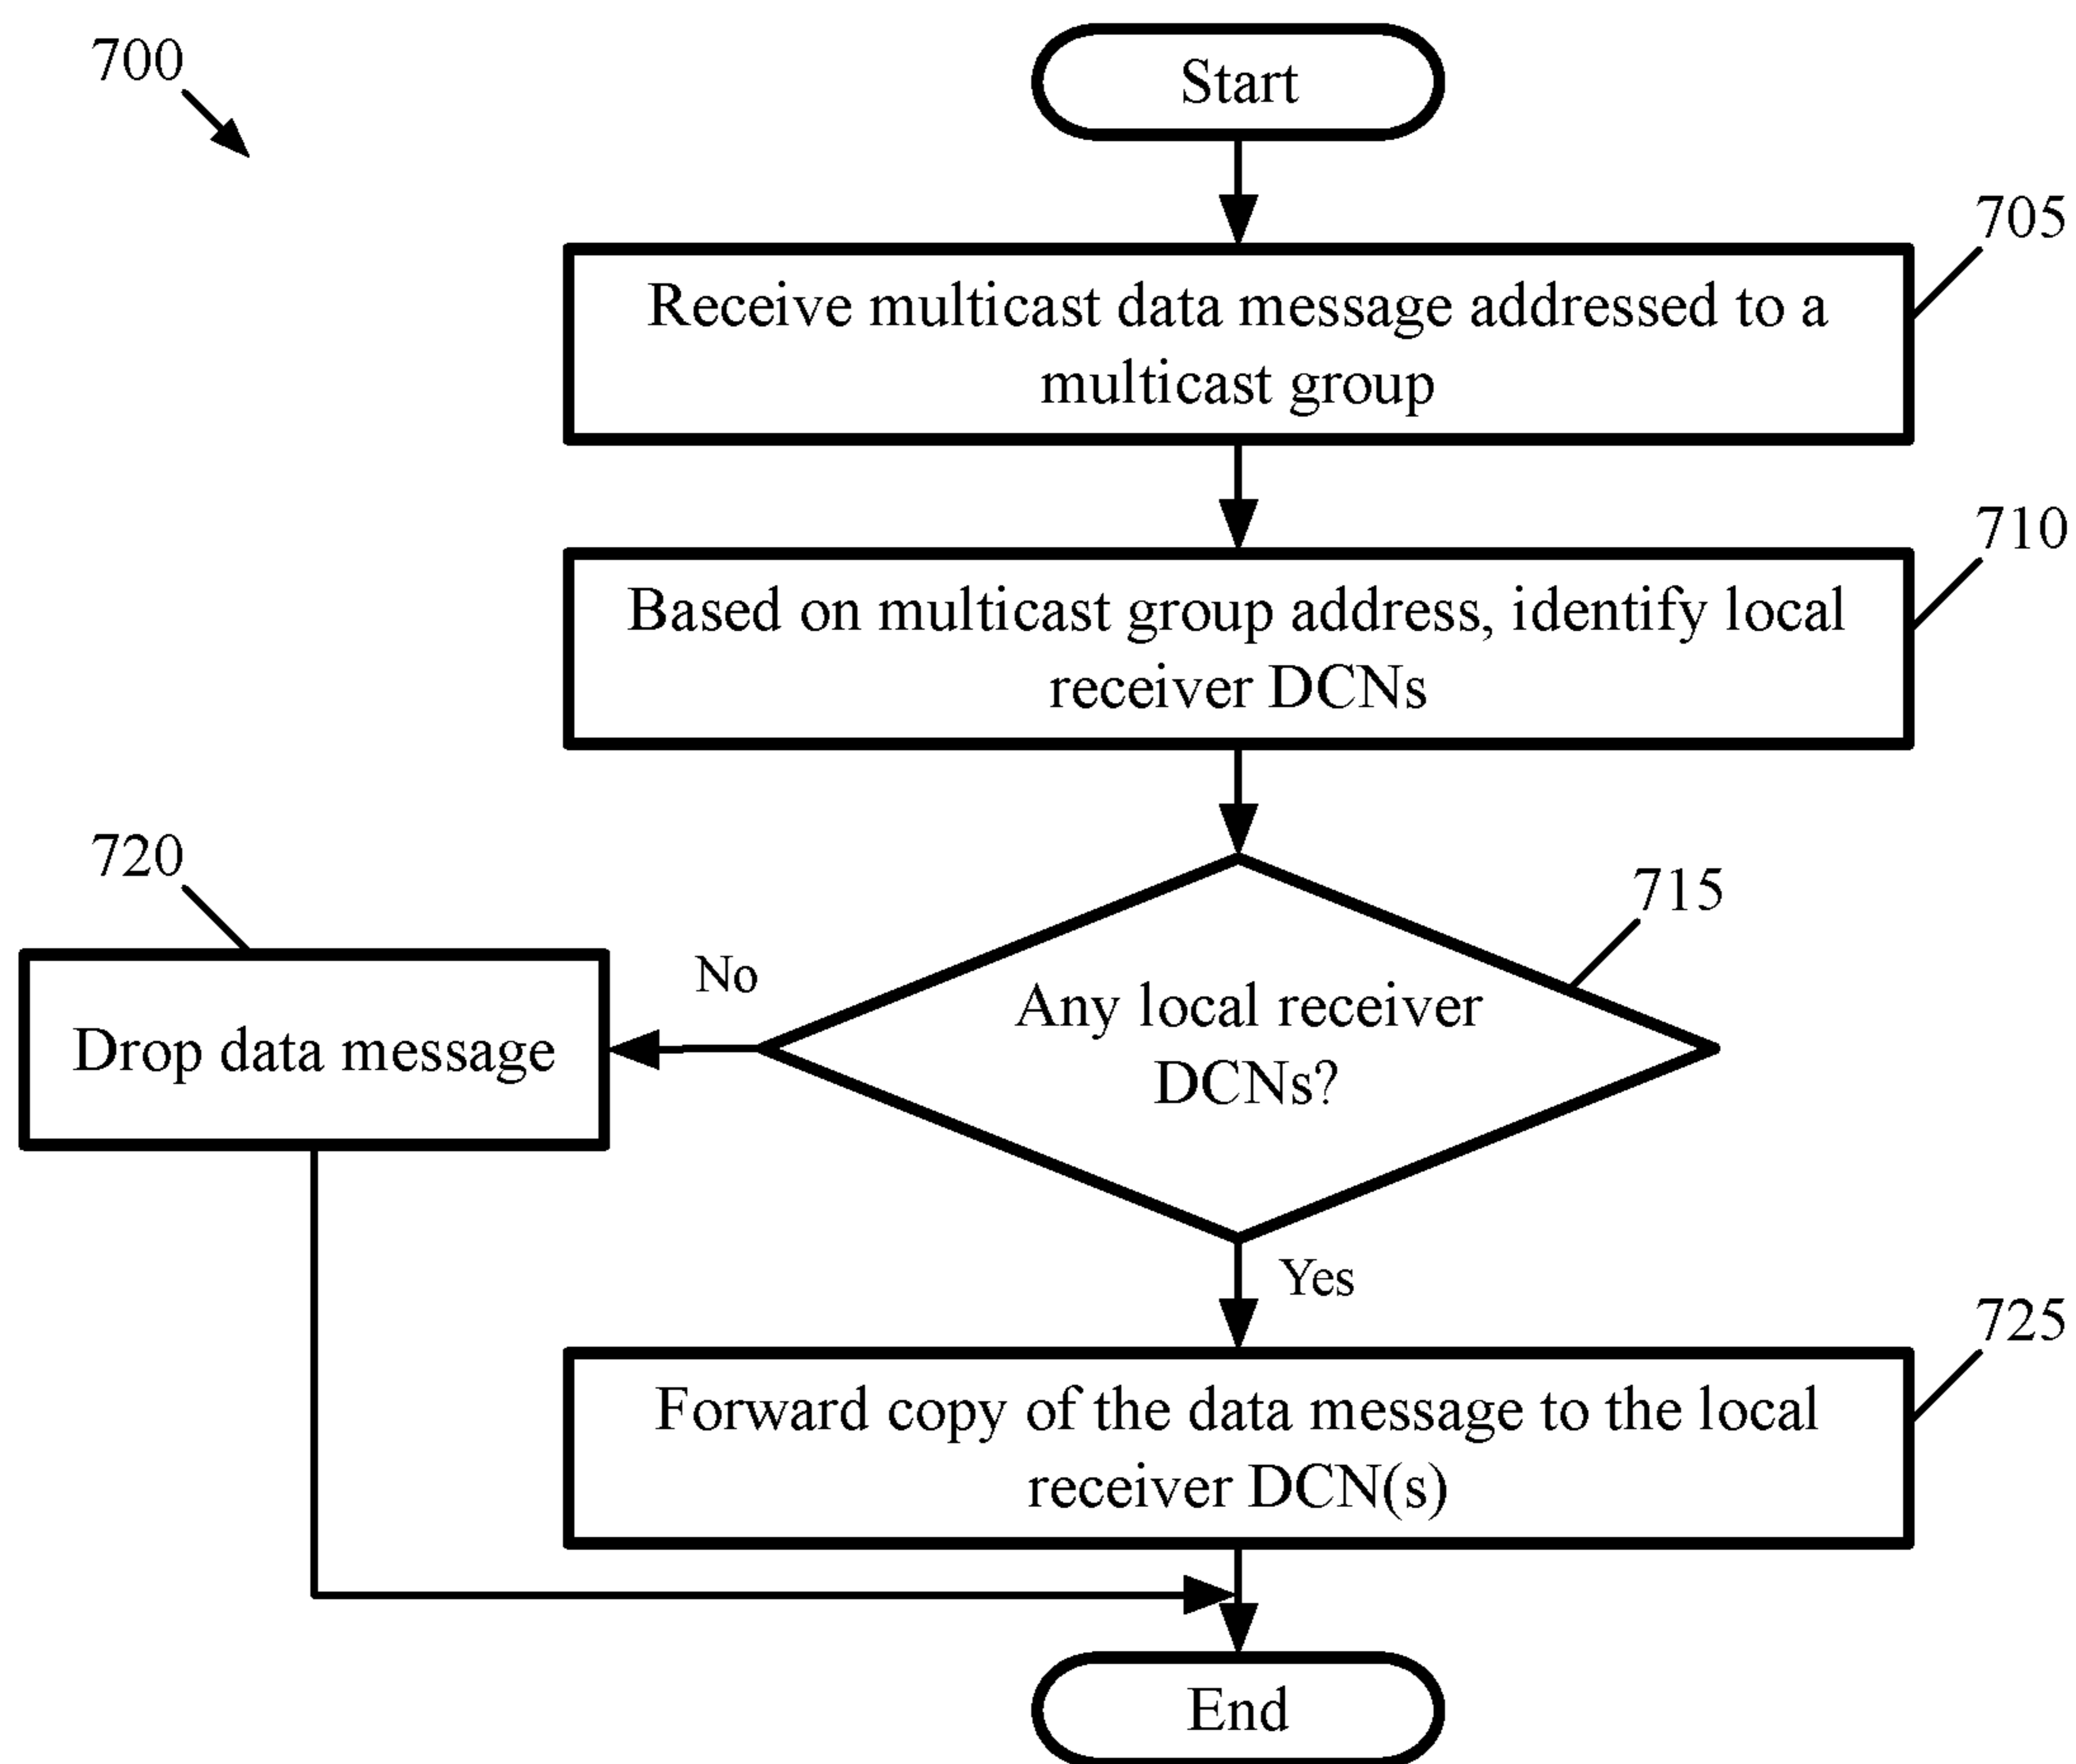 700
Start
705
Receive multicast data message addressed to a
multicast group
710
Based on multicast group address, identify local
receiver DCNs
715
Any local receiver
DCNs?
No
720
Drop data message
Yes
725
Forward copy of the data message to the local
receiver DCN(s)
End